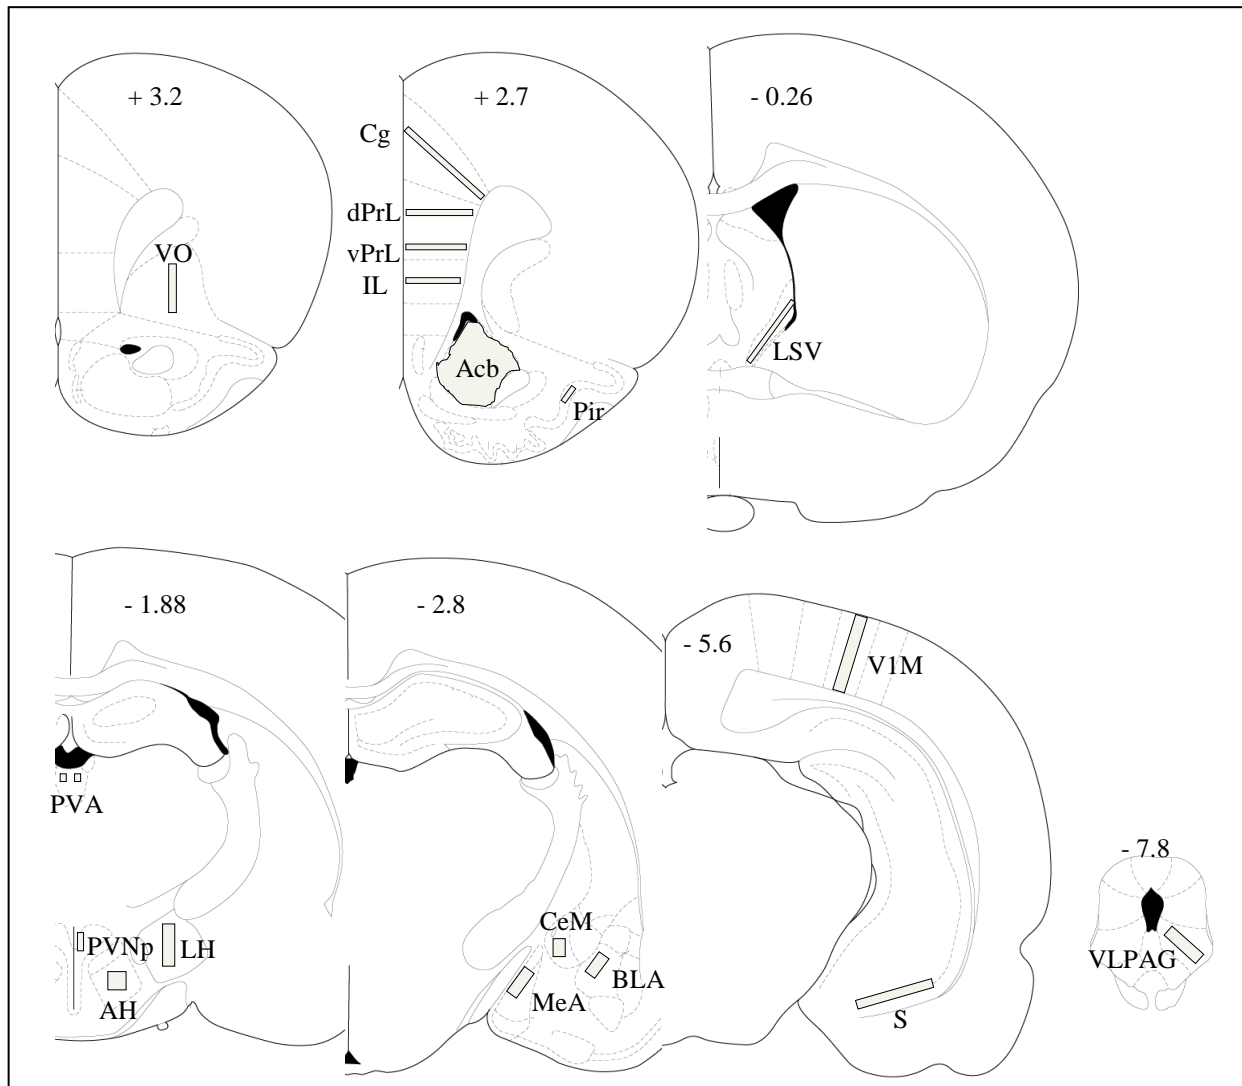 + 3.2
+ 2.7
- 0.26
Cg
dPrL
vPrL
IL
VO
Acb
Pir
LSV
- 1.88
- 2.8
- 5.6
V1M
PVA
PVNp
LH
AH
CeM
BLA
MeA
S
- 7.8
VLPAG